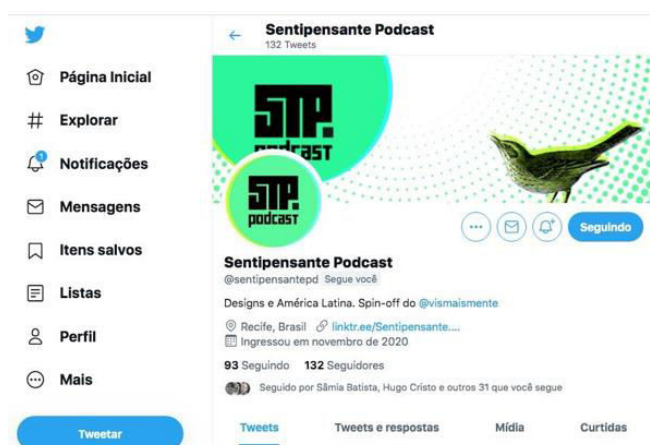 Sentipensante Podcast
132 Tweets
Página Inicial
Explorar
Notificações
Mensagens
Itens salvos
Listas
Perfil
Mais
Tweetar
STP.
podcast
STP.
podcast
Seguindo
Sentipensante Podcast
@sentipensantepd Segue você
Designs e América Latina. Spin-off do @vismaismente
Recife, Brasil linktr.ee/Sentipensante....
Ingressou em novembro de 2020
93 Seguindo 132 Seguidores
Seguido por Sâmia Batista, Hugo Cristo e outros 31 que você segue
Tweets Tweets e respostas Mídia Curtidas